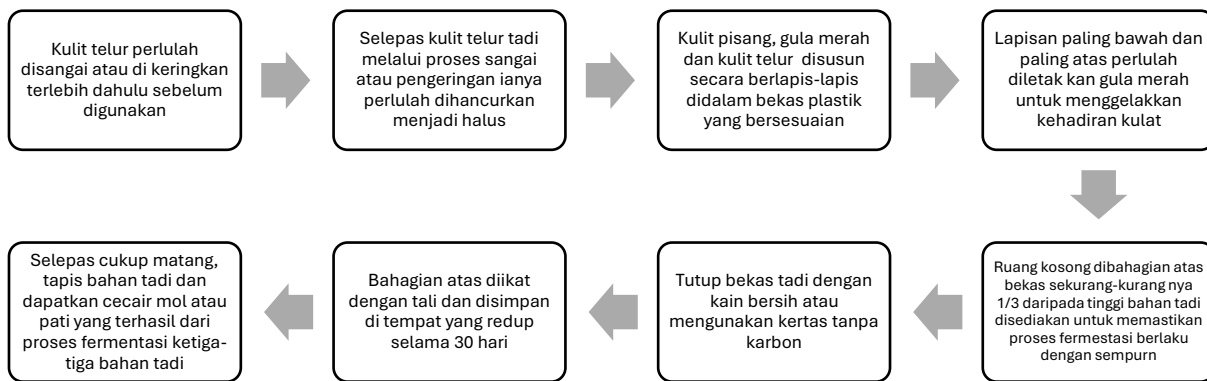 Kulit telur perlulah
disangai atau di keringkan
terlebih dahulu sebelum
digunakan
Selepas kulit telur tadi
melalui proses sangai
atau pengeringan ianya
perlulah dihancurkan
menjadi halus
Kulit pisang, gula merah
dan kulit telur disusun
secara berlapis-lapis
didalam bekas plastik
yang bersesuaian
Lapisan paling bawah dan
paling atas perlulah
diletak kan gula merah
untuk menggelakkan
kehadiran kulat
Ruang kosong dibahagian atas
bekas sekurang-kurang nya
1/3 daripada tinggi bahan tadi
disediakan untuk memastikan
proses fermestasi berlaku
dengan sempurn
Tutup bekas tadi dengan
kain bersih atau
mengunakan kertas tanpa
karbon
Bahagian atas diikat
dengan tali dan disimpan
di tempat yang redup
selama 30 hari
Selepas cukup matang,
tapis bahan tadi dan
dapatkan cecair mol atau
pati yang terhasil dari
proses fermentasi ketiga-
tiga bahan tadi